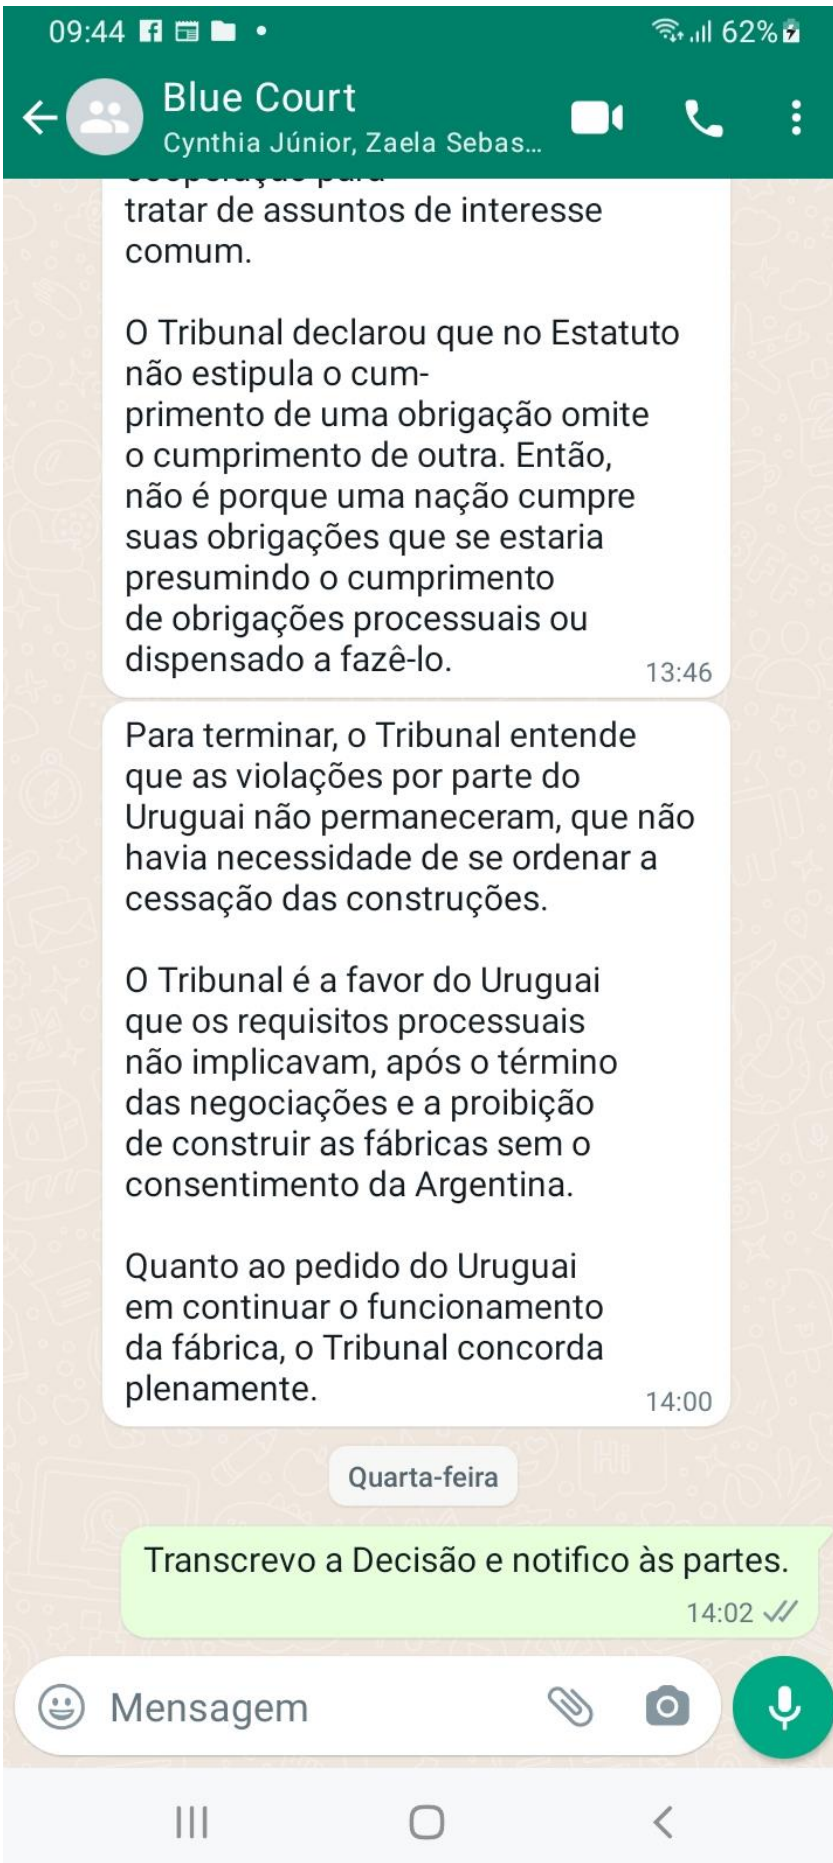 09:44
62%
Blue Court
Cynthia Júnior, Zaela Sebas...
cooperação para
tratar de assuntos de interesse
comum.
O Tribunal declarou que no Estatuto
não estipula o cum-
primento de uma obrigação omite
o cumprimento de outra. Então,
não é porque uma nação cumpre
suas obrigações que se estaria
presumindo o cumprimento
de obrigações processuais ou
dispensado a fazê-lo.
13:46
Para terminar, o Tribunal entende
que as violações por parte do
Uruguai não permaneceram, que não
havia necessidade de se ordenar a
cessação das construções.
O Tribunal é a favor do Uruguai
que os requisitos processuais
não implicavam, após o término
das negociações e a proibição
de construir as fábricas sem o
consentimento da Argentina.
Quanto ao pedido do Uruguai
em continuar o funcionamento
da fábrica, o Tribunal concorda
plenamente.
14:00
Quarta-feira
Transcrevo a Decisão e notifico às partes.
14:02
Mensagem